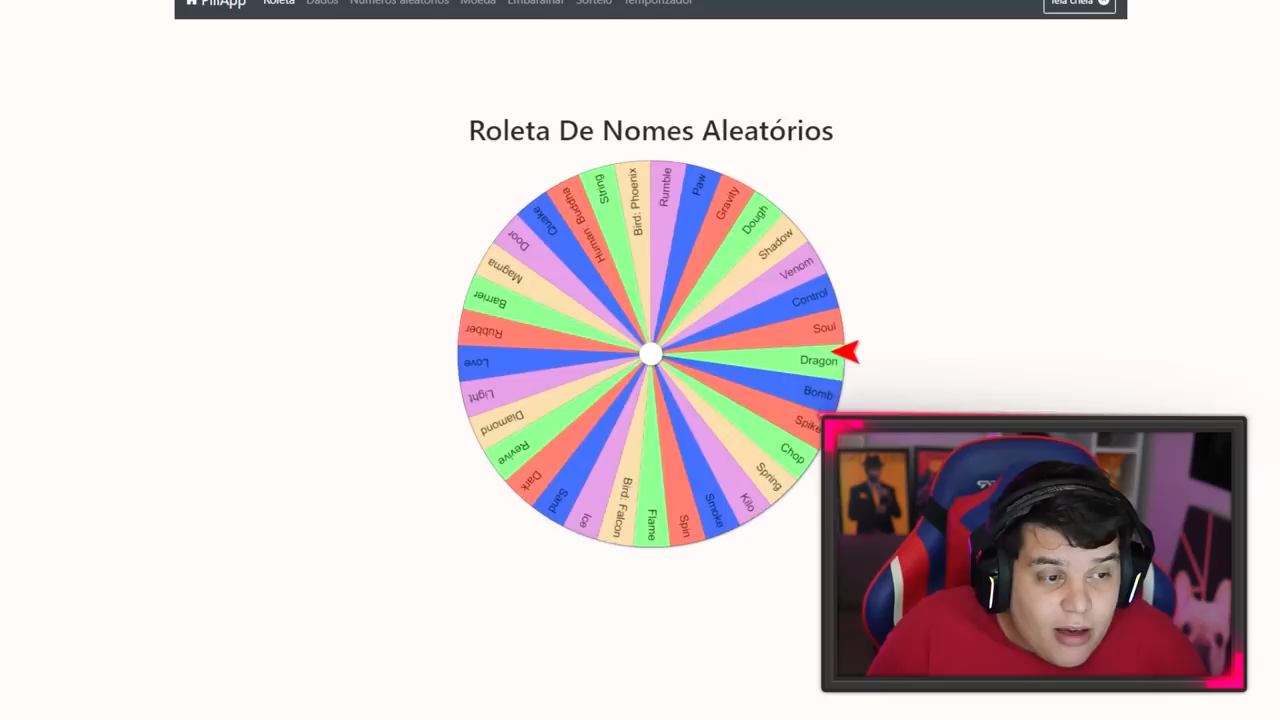 PiliApp Roleta Dados Números aleatórios Moeda Embaralhar Sorteio Temporizador Tela cheia
Roleta De Nomes Aleatórios
Rumble
Paw
Gravity
Dough
Shadow
Venom
Control
Soul
Dragon
Bomb
Spike
Chop
Spring
Kilo
Smoke
Spin
Flame
Bird: Falcon
Ice
Sand
Dark
Revive
Diamond
Light
Love
Rubber
Barrier
Magma
Door
Quake
Human: Buddha
String
Bird: Phoenix